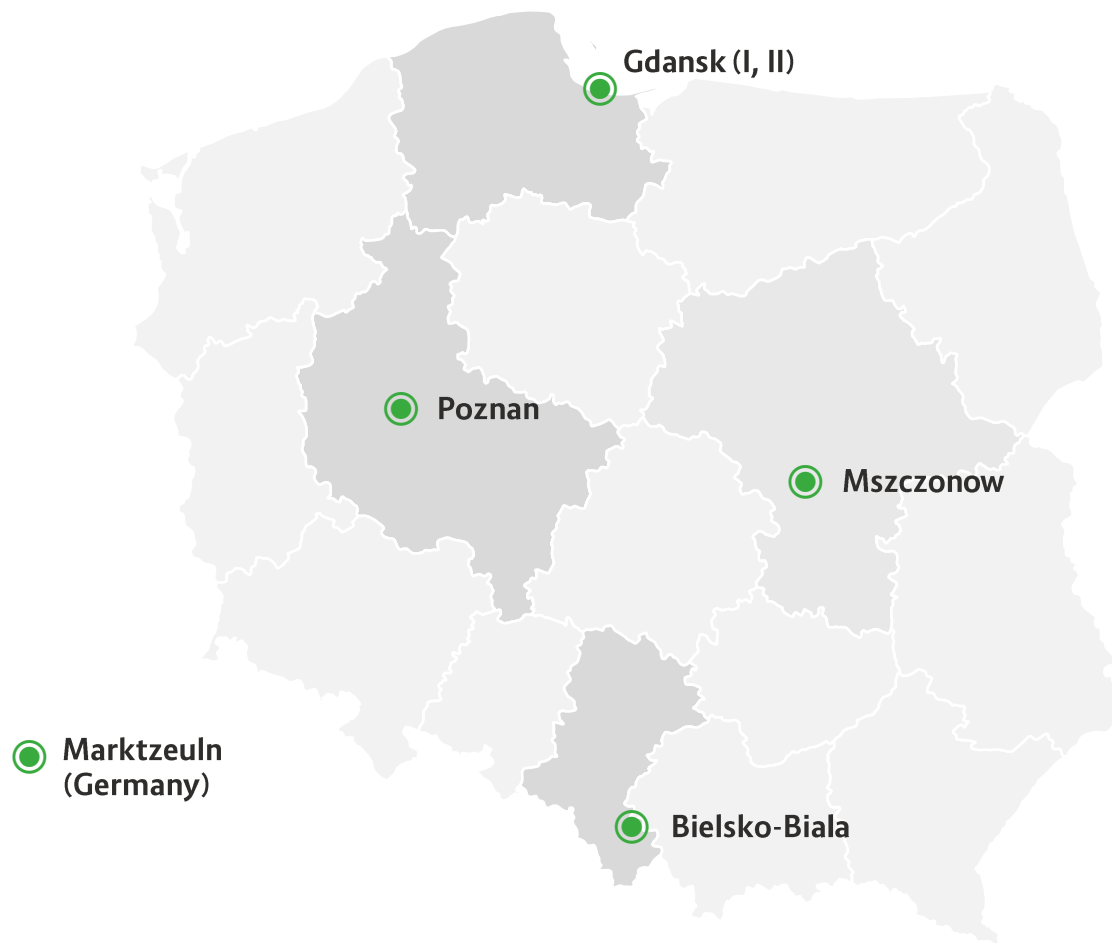 Gdansk (I, II)
Poznan
Mszczonow
Marktzeuln
(Germany)
Bielsko-Biala